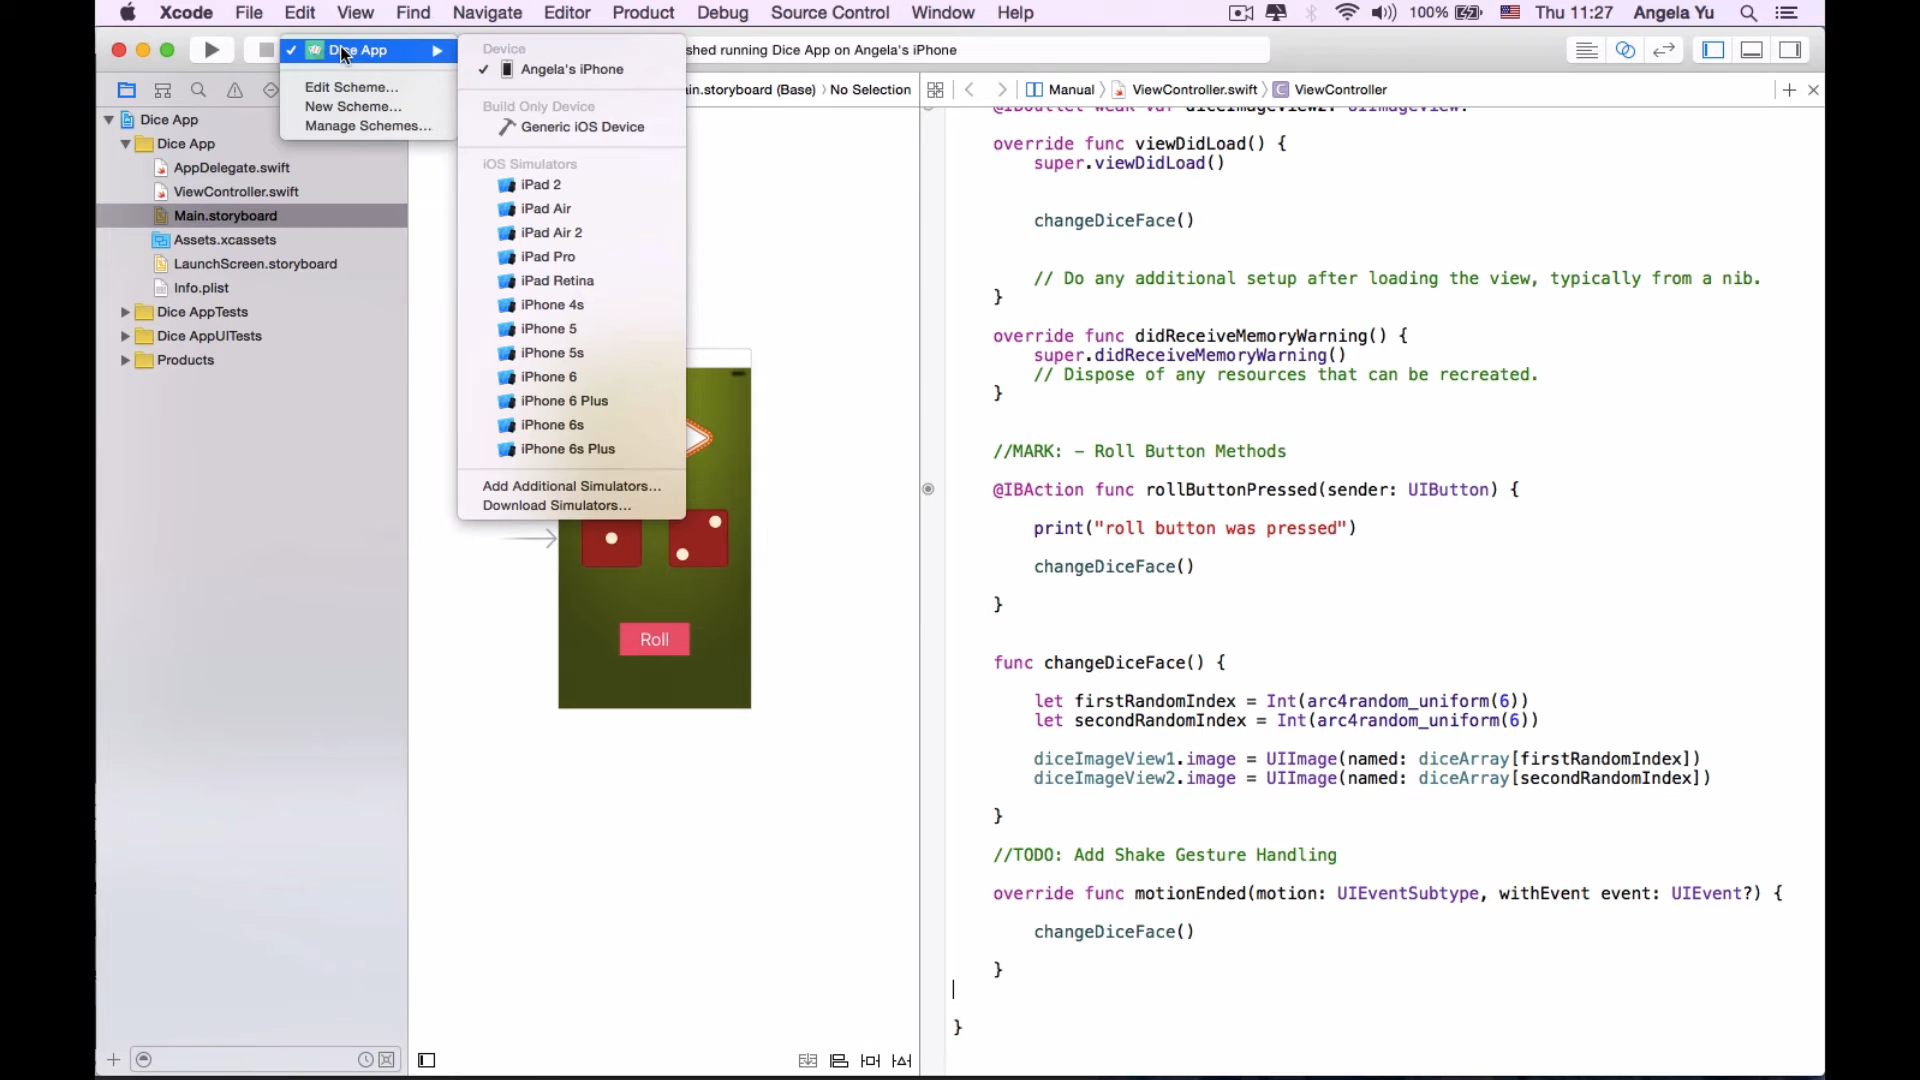 Xcode File Edit View Find Navigate Editor Product Debug Source Control Window Help 100% Thu 11:27 Angela Yu
Dice App
shed running Dice App on Angela's iPhone
Edit Scheme...
New Scheme...
Manage Schemes...
Device
Angela's iPhone
Build Only Device
Generic iOS Device
iOS Simulators
iPad 2
iPad Air
iPad Air 2
iPad Pro
iPad Retina
iPhone 4s
iPhone 5
iPhone 5s
iPhone 6
iPhone 6 Plus
iPhone 6s
iPhone 6s Plus
Add Additional Simulators...
Download Simulators...
ain.storyboard (Base) No Selection
Manual ViewController.swift ViewController
Dice App
Dice App
AppDelegate.swift
ViewController.swift
Main.storyboard
Assets.xcassets
LaunchScreen.storyboard
Info.plist
Dice AppTests
Dice AppUITests
Products
Roll
@IBOutlet weak var diceImageView2: UIImageView!
override func viewDidLoad() {
super.viewDidLoad()
changeDiceFace()
// Do any additional setup after loading the view, typically from a nib.
}
override func didReceiveMemoryWarning() {
super.didReceiveMemoryWarning()
// Dispose of any resources that can be recreated.
}
//MARK: - Roll Button Methods
@IBAction func rollButtonPressed(sender: UIButton) {
print("roll button was pressed")
changeDiceFace()
}
func changeDiceFace() {
let firstRandomIndex = Int(arc4random_uniform(6))
let secondRandomIndex = Int(arc4random_uniform(6))
diceImageView1.image = UIImage(named: diceArray[firstRandomIndex])
diceImageView2.image = UIImage(named: diceArray[secondRandomIndex])
}
//TODO: Add Shake Gesture Handling
override func motionEnded(motion: UIEventSubtype, withEvent event: UIEvent?) {
changeDiceFace()
}
}